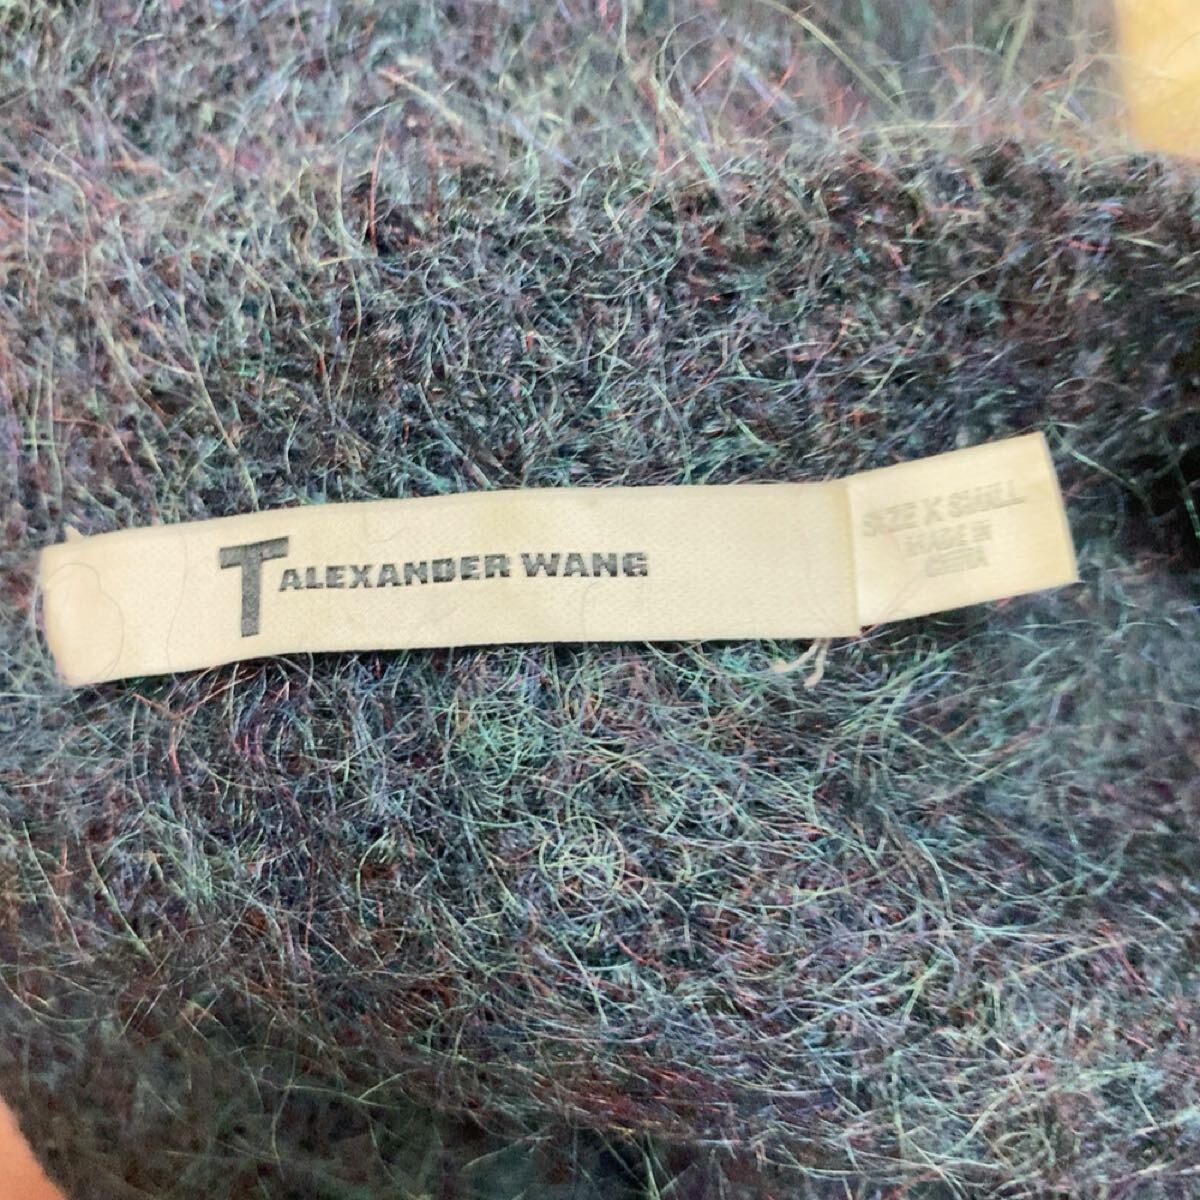 T ALEXANDER WANG
SIZE X SMALL
MADE IN
CHINA